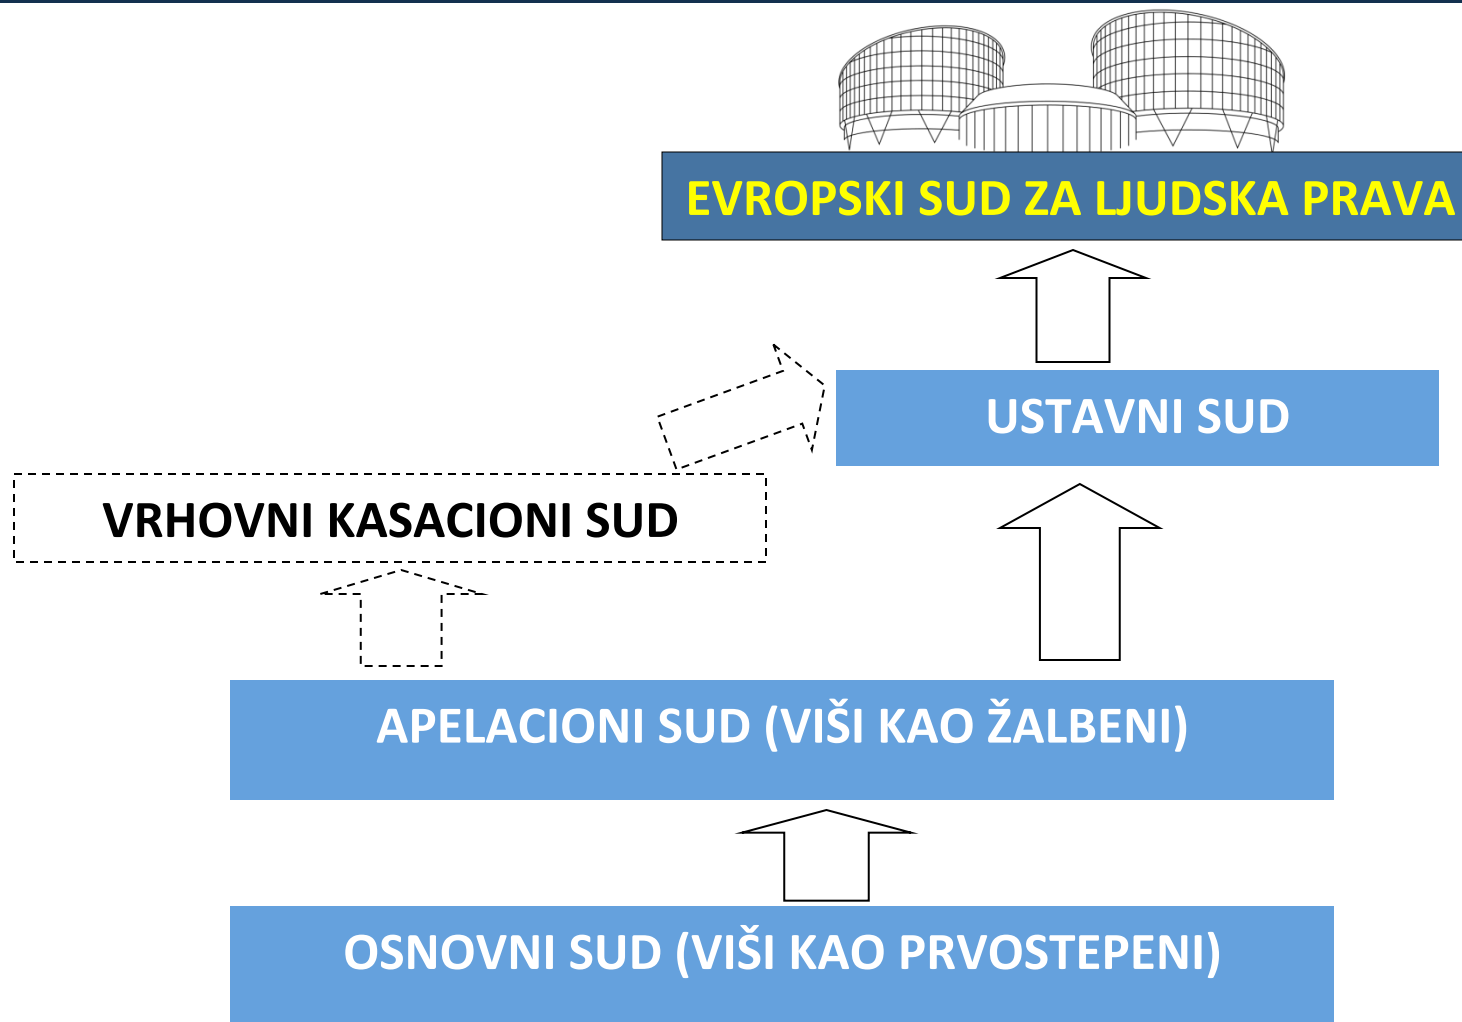 EVROPSKI SUD ZA LJUDSKA PRAVA
USTAVNI SUD
VRHOVNI KASACIONI SUD
APELACIONI SUD (VIŠI KAO ŽALBENI)
OSNOVNI SUD (VIŠI KAO PRVOSTEPENI)